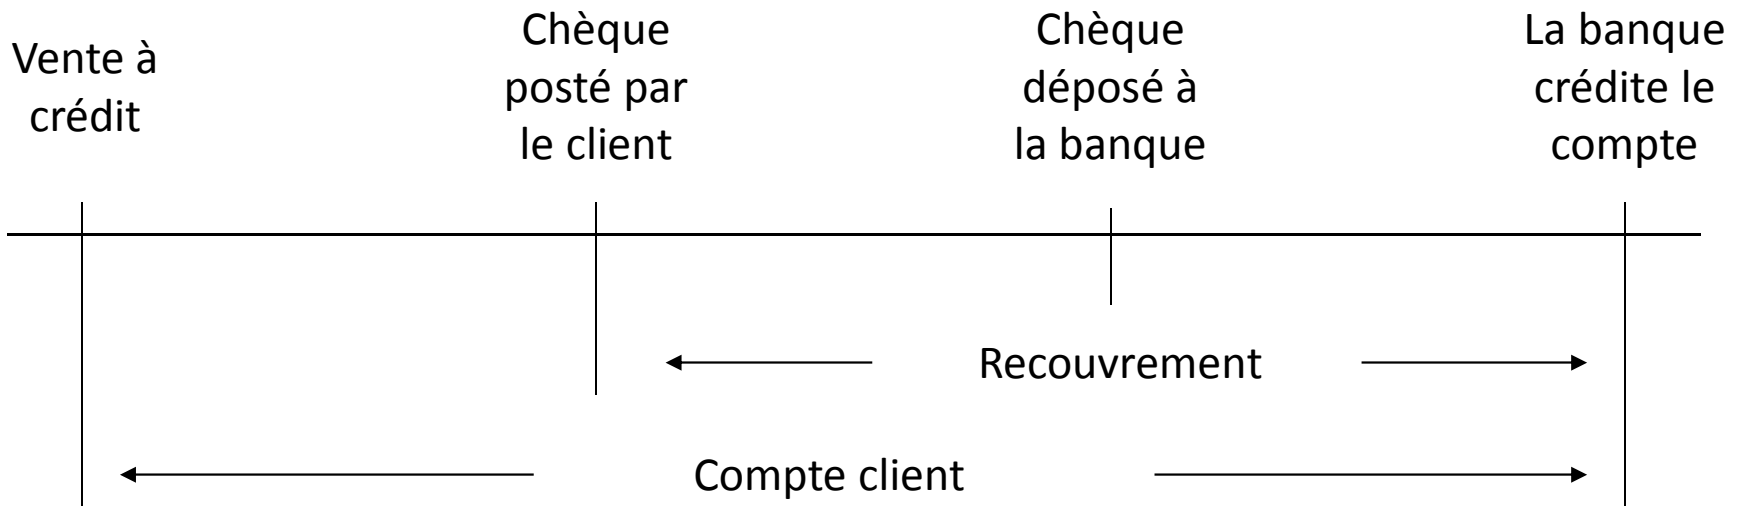 Vente à
crédit
Chèque
posté par
le client
Chèque
déposé à
la banque
La banque
crédite le
compte
Recouvrement
Compte client